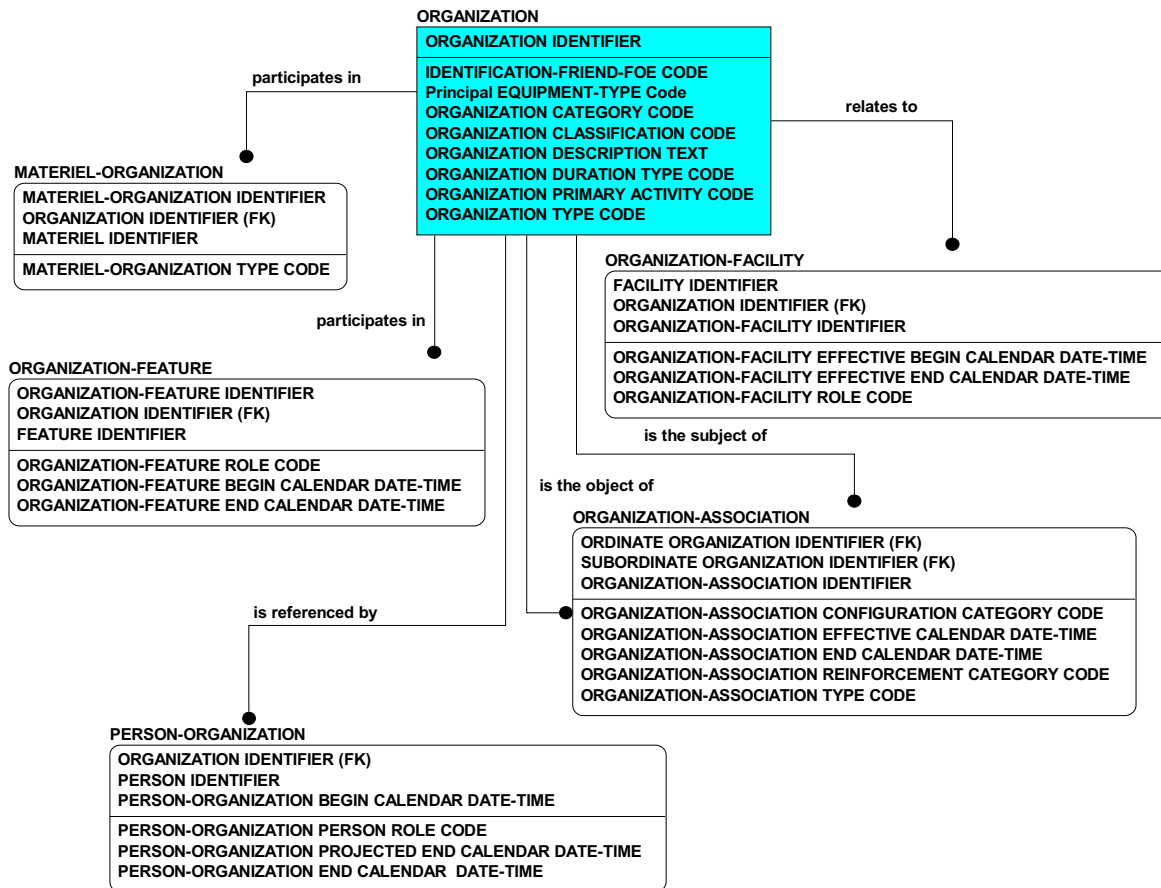 ORGANIZATION
ORGANIZATION IDENTIFIER
IDENTIFICATION-FRIEND-FOE CODE
Principal EQUIPMENT-TYPE Code
ORGANIZATION CATEGORY CODE
ORGANIZATION CLASSIFICATION CODE
ORGANIZATION DESCRIPTION TEXT
ORGANIZATION DURATION TYPE CODE
ORGANIZATION PRIMARY ACTIVITY CODE
ORGANIZATION TYPE CODE
participates in
relates to
MATERIEL-ORGANIZATION
MATERIEL-ORGANIZATION IDENTIFIER
ORGANIZATION IDENTIFIER (FK)
MATERIEL IDENTIFIER
MATERIEL-ORGANIZATION TYPE CODE
ORGANIZATION-FACILITY
FACILITY IDENTIFIER
ORGANIZATION IDENTIFIER (FK)
ORGANIZATION-FACILITY IDENTIFIER
ORGANIZATION-FACILITY EFFECTIVE BEGIN CALENDAR DATE-TIME
ORGANIZATION-FACILITY EFFECTIVE END CALENDAR DATE-TIME
ORGANIZATION-FACILITY ROLE CODE
participates in
ORGANIZATION-FEATURE
ORGANIZATION-FEATURE IDENTIFIER
ORGANIZATION IDENTIFIER (FK)
FEATURE IDENTIFIER
ORGANIZATION-FEATURE ROLE CODE
ORGANIZATION-FEATURE BEGIN CALENDAR DATE-TIME
ORGANIZATION-FEATURE END CALENDAR DATE-TIME
is the subject of
is the object of
ORGANIZATION-ASSOCIATION
ORDINATE ORGANIZATION IDENTIFIER (FK)
SUBORDINATE ORGANIZATION IDENTIFIER (FK)
ORGANIZATION-ASSOCIATION IDENTIFIER
ORGANIZATION-ASSOCIATION CONFIGURATION CATEGORY CODE
ORGANIZATION-ASSOCIATION EFFECTIVE CALENDAR DATE-TIME
ORGANIZATION-ASSOCIATION END CALENDAR DATE-TIME
ORGANIZATION-ASSOCIATION REINFORCEMENT CATEGORY CODE
ORGANIZATION-ASSOCIATION TYPE CODE
is referenced by
PERSON-ORGANIZATION
ORGANIZATION IDENTIFIER (FK)
PERSON IDENTIFIER
PERSON-ORGANIZATION BEGIN CALENDAR DATE-TIME
PERSON-ORGANIZATION PERSON ROLE CODE
PERSON-ORGANIZATION PROJECTED END CALENDAR DATE-TIME
PERSON-ORGANIZATION END CALENDAR  DATE-TIME